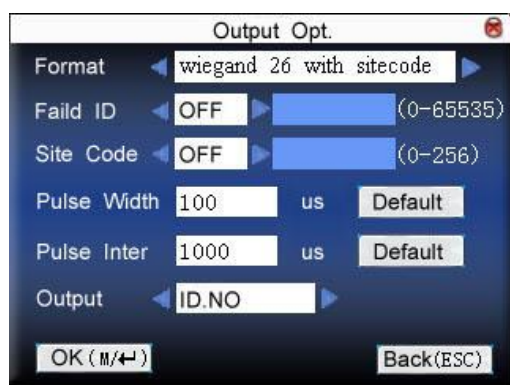 Output Opt.
Format wiegand 26 with sitecode
Faild ID OFF (0-65535)
Site Code OFF (0-256)
Pulse Width 100 us Default
Pulse Inter 1000 us Default
Output ID.NO
OK(M/↵) Back(ESC)